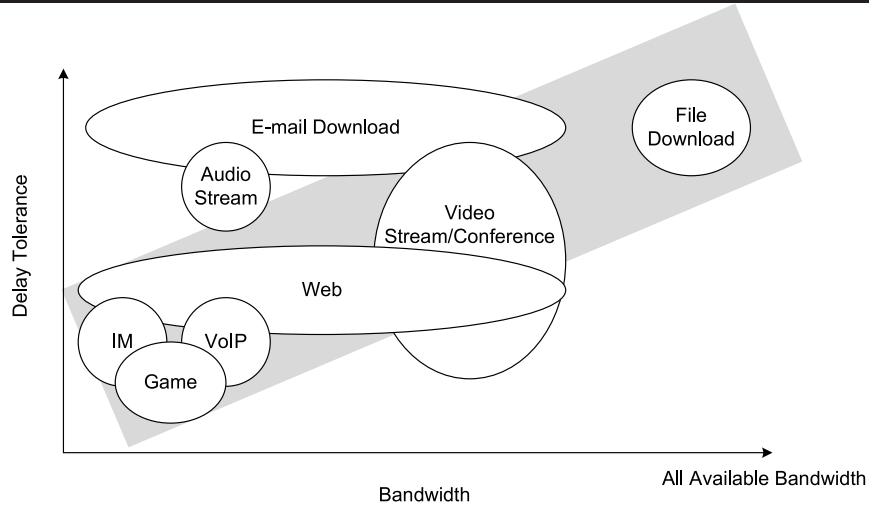 E-mail Download
File
Download
Audio
Stream
Video
Stream/Conference
Delay Tolerance
Web
IM
VoIP
Game
All Available Bandwidth
Bandwidth